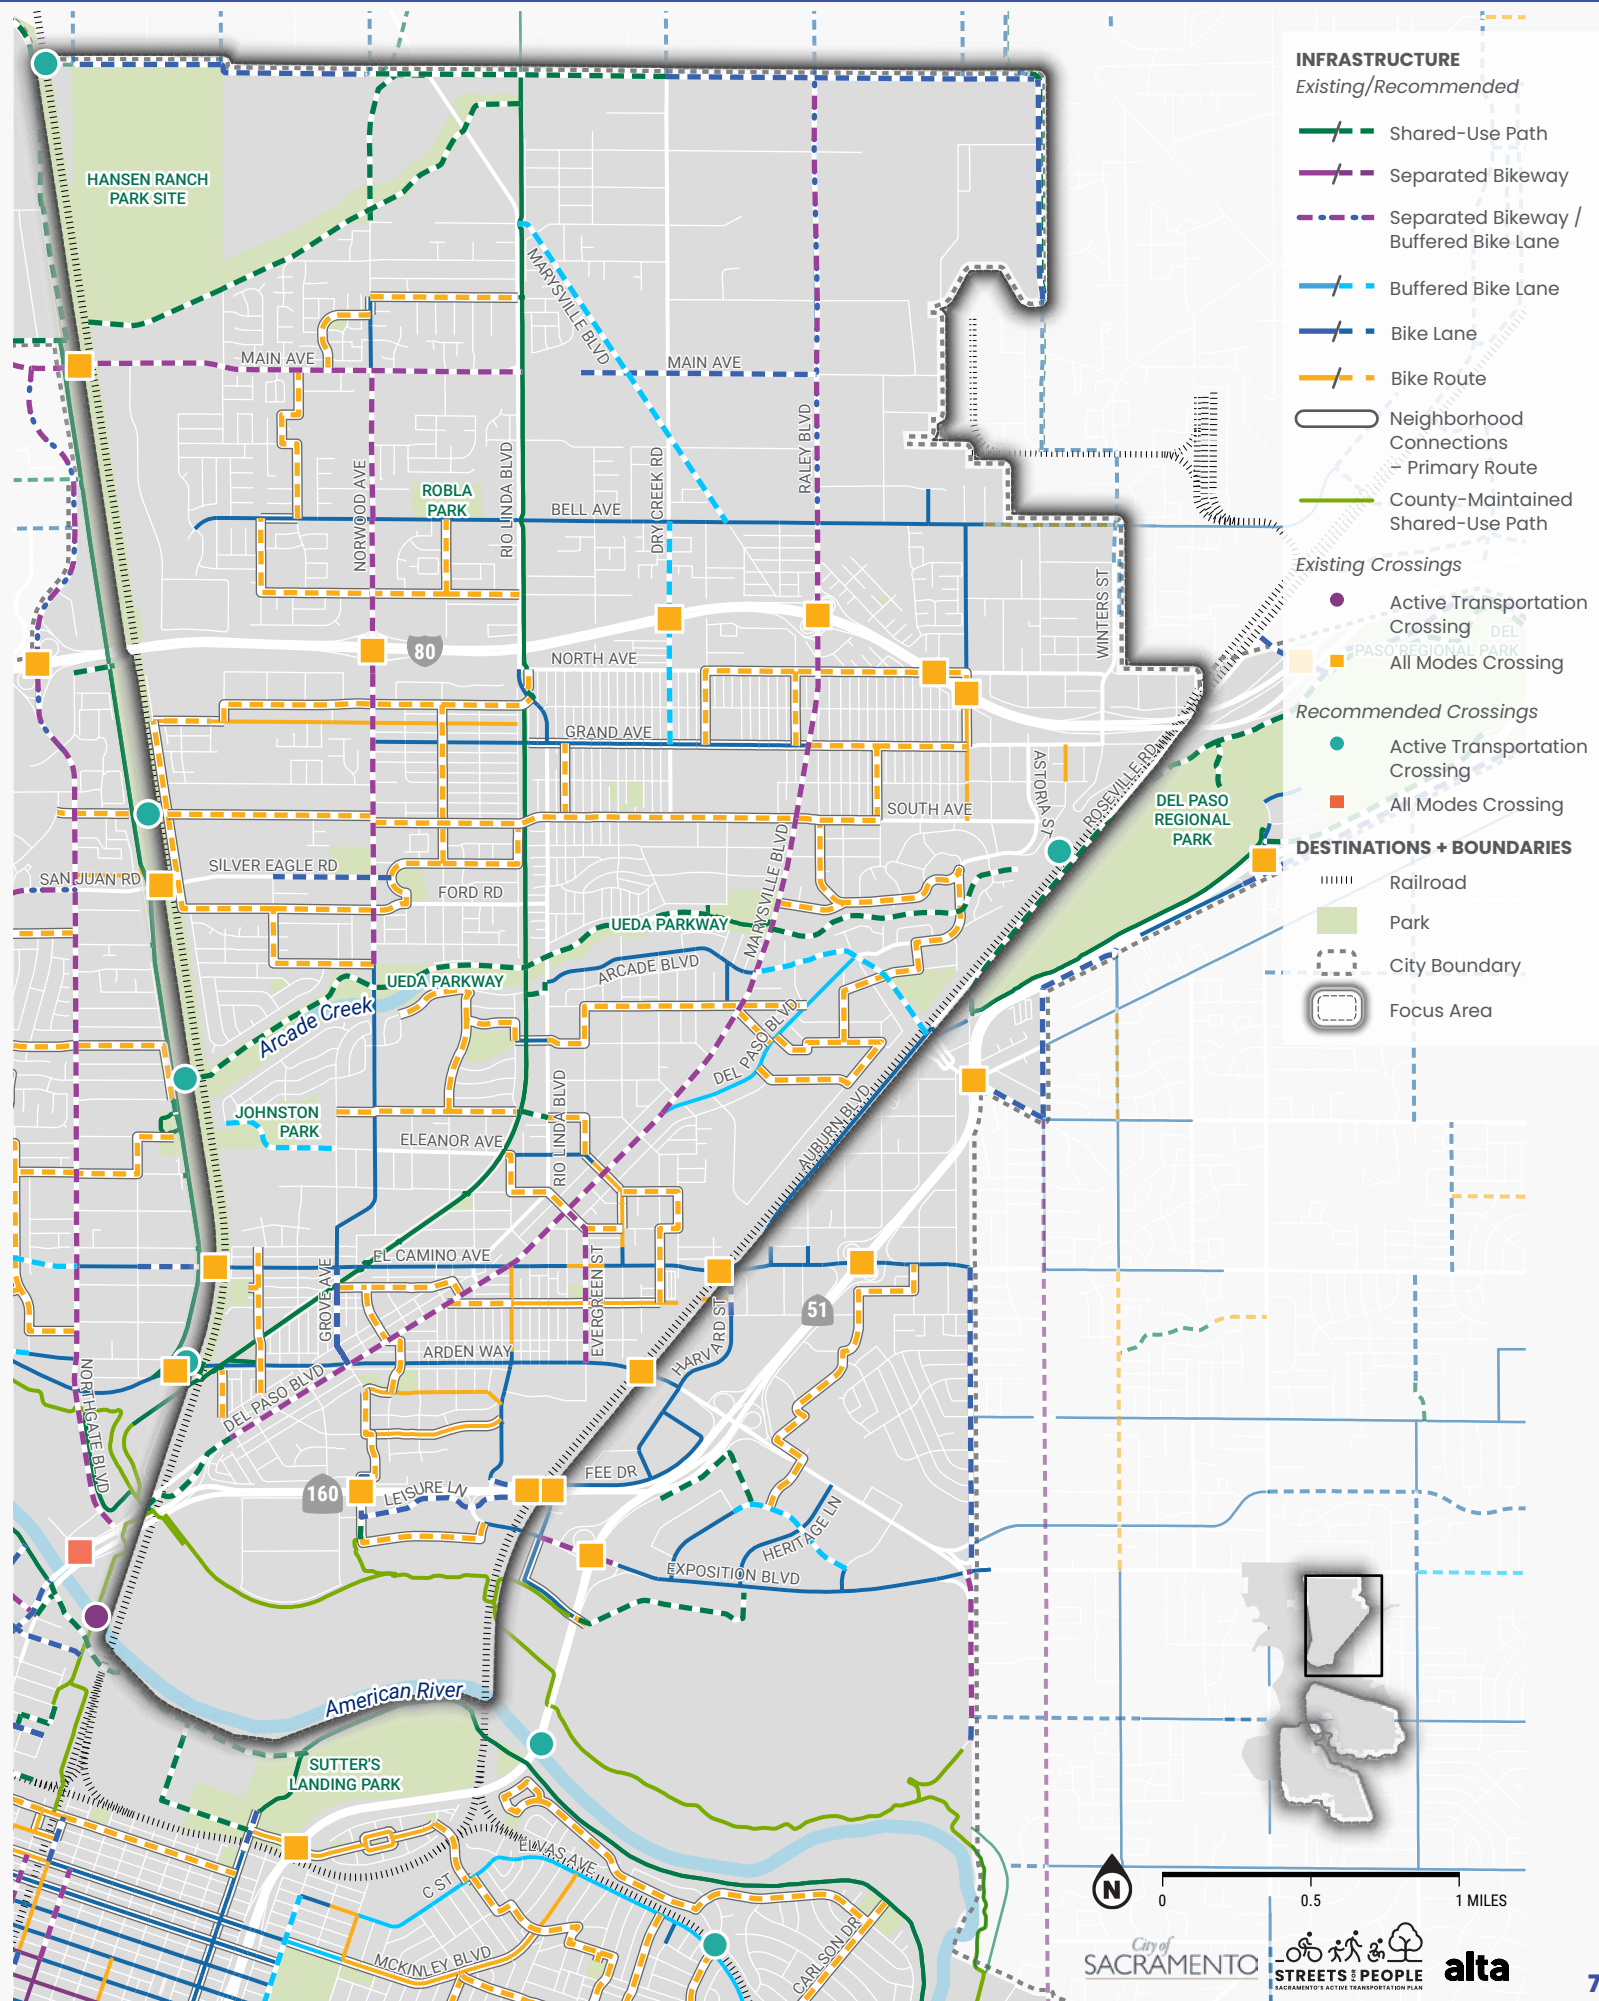 INFRASTRUCTURE
Existing/Recommended
Shared-Use Path
Separated Bikeway
Separated Bikeway /
Buffered Bike Lane
Buffered Bike Lane
Bike Lane
Bike Route
Neighborhood
Connections
– Primary Route
County-Maintained
Shared-Use Path
Existing Crossings
Active Transportation
Crossing
All Modes Crossing
Recommended Crossings
Active Transportation
Crossing
All Modes Crossing
DESTINATIONS + BOUNDARIES
Railroad
Park
City Boundary
Focus Area
DEL
PASO REGIONAL PARK
HANSEN RANCH
PARK SITE
MARYSVILLE BLVD
MAIN AVE
MAIN AVE
RALEY BLVD
NORWOOD AVE
ROBLA
PARK
RIO LINDA BLVD
DRY CREEK RD
BELL AVE
WINTERS ST
80
NORTH AVE
GRAND AVE
ASTORIA ST
ROSEVILLE RD
SOUTH AVE
DEL PASO
REGIONAL
PARK
SILVER EAGLE RD
SAN JUAN RD
FORD RD
MARYSVILLE BLVD
UEDA PARKWAY
ARCADE BLVD
UEDA PARKWAY
Arcade Creek
DEL PASO BLVD
JOHNSTON
PARK
ELEANOR AVE
RIO LINDA BLVD
AUBURN BLVD
EL CAMINO AVE
GROVE AVE
EVERGREEN ST
51
HARVARD ST
ARDEN WAY
NORTHGATE BLVD
DEL PASO BLVD
160
LEISURE LN
FEE DR
HERITAGE LN
EXPOSITION BLVD
American River
SUTTER'S
LANDING PARK
ELVAS AVE
C ST
MCKINLEY BLVD
CARLSON DR
N
0
0.5
1 MILES
City of
SACRAMENTO
STREETS FOR PEOPLE
SACRAMENTO'S ACTIVE TRANSPORTATION PLAN
alta
7